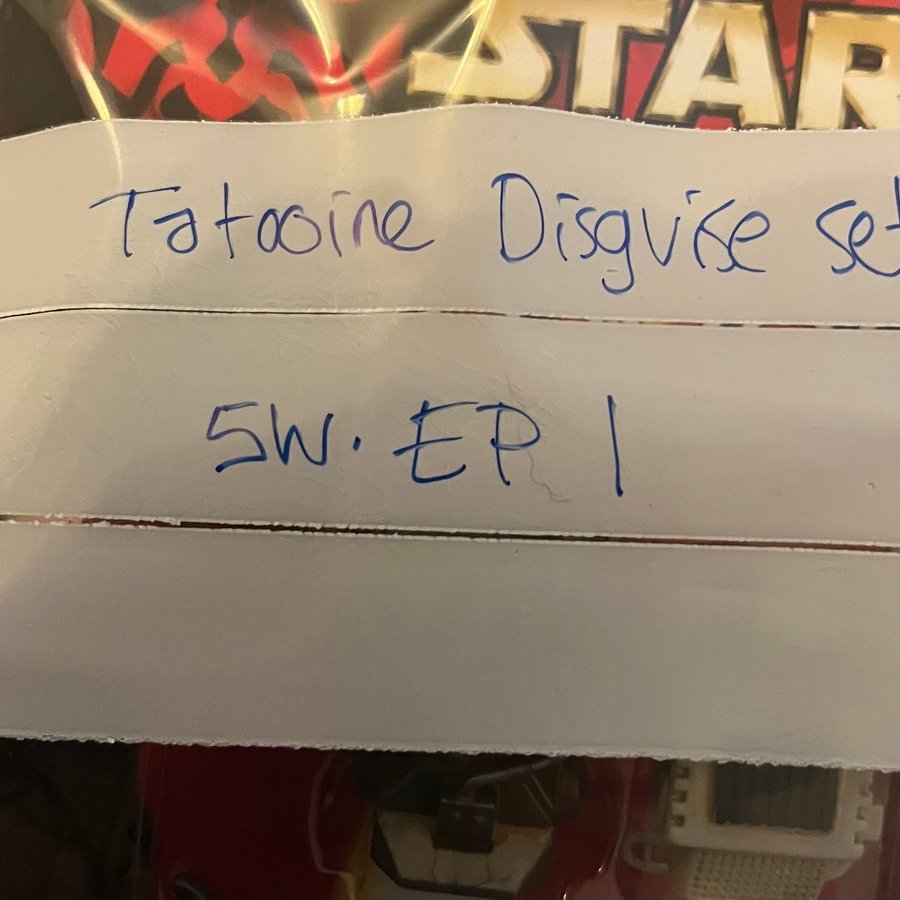 STAR
Tatooine Disguise set
SW. EP 1